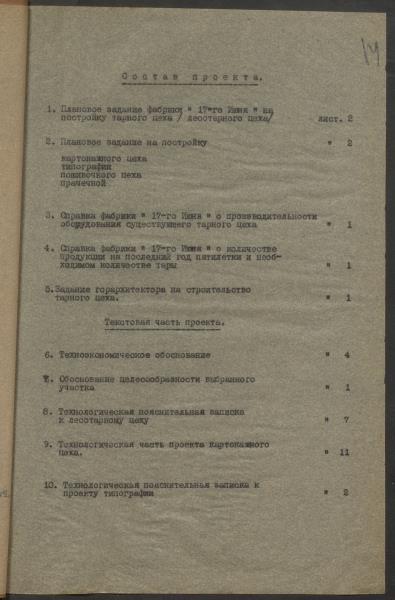 14
Состав проекта.
1. Плановое задание фабрики " 17-го Июня " на
постройку тарного цеха / лесотарного цеха/ лист. 2
2. Плановое задание на постройку " 2
картонажного цеха
типографии
пошивочного цеха
прачечной
3. Справка фабрики " 17-го Июня " о производительности
оборудования существующего тарного цеха " 1
4. Справка фабрики " 17-го Июня " о количестве
продукции на последний год пятилетки и необ-
ходимом количестве тары " 1
5. Задание горархитектора на строительство
тарного цеха. " 1
Текстовая часть проекта.
6. Техноэкономическое обоснование " 4
7. Обоснование целесообразности выбранного
участка " 1
8. Технологическая пояснительная записка
к лесотарному цеху " 7
9. Технологическая часть проекта картонажного
цеха. " 11
10. Технологическая пояснительная записка к
проекту типографии " 2